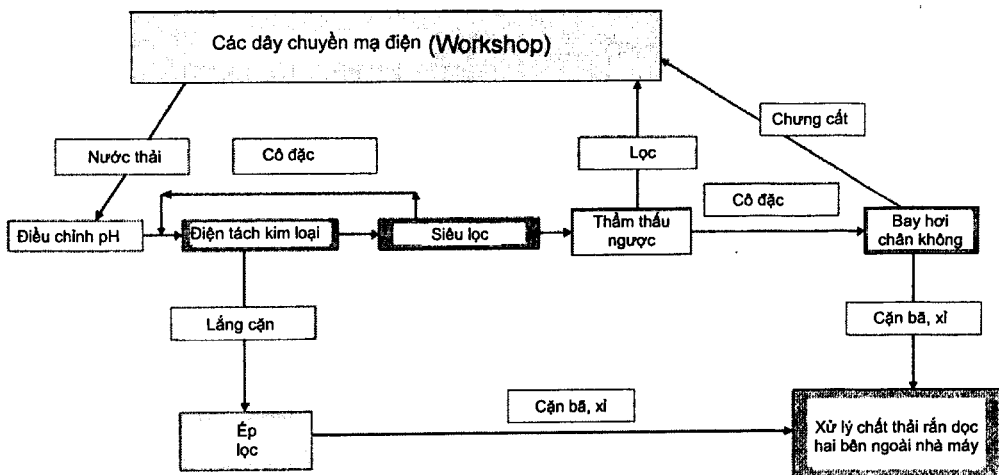 Các dây chuyền mạ điện (Workshop)
Chưng cất
Nước thải
Cô đặc
Lọc
Cô đặc
Điều chỉnh pH
Điện tách kim loại
Siêu lọc
Thẩm thấu
ngược
Bay hơi
chân không
Lắng cặn
Cặn bã, xỉ
Cặn bã, xỉ
Ép
lọc
Xử lý chất thải rắn dọc
hai bên ngoài nhà máy